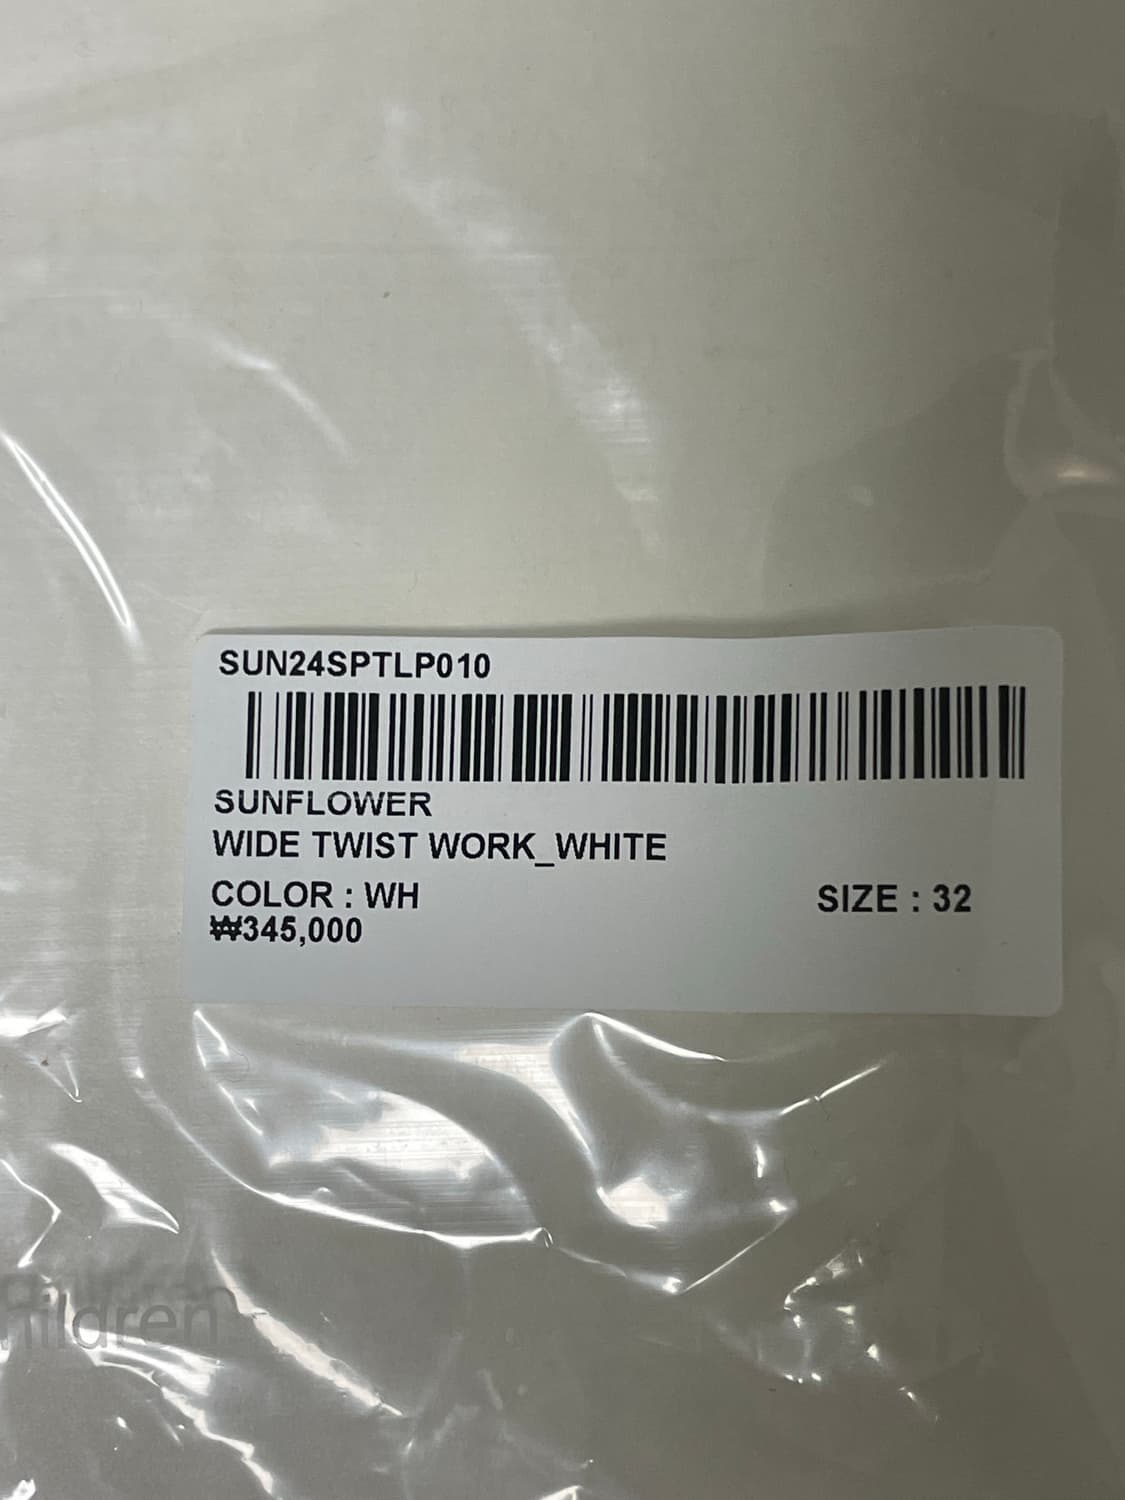 SUN24SPTLP010
SUNFLOWER
WIDE TWIST WORK_WHITE
COLOR : WH
SIZE : 32
₩345,000